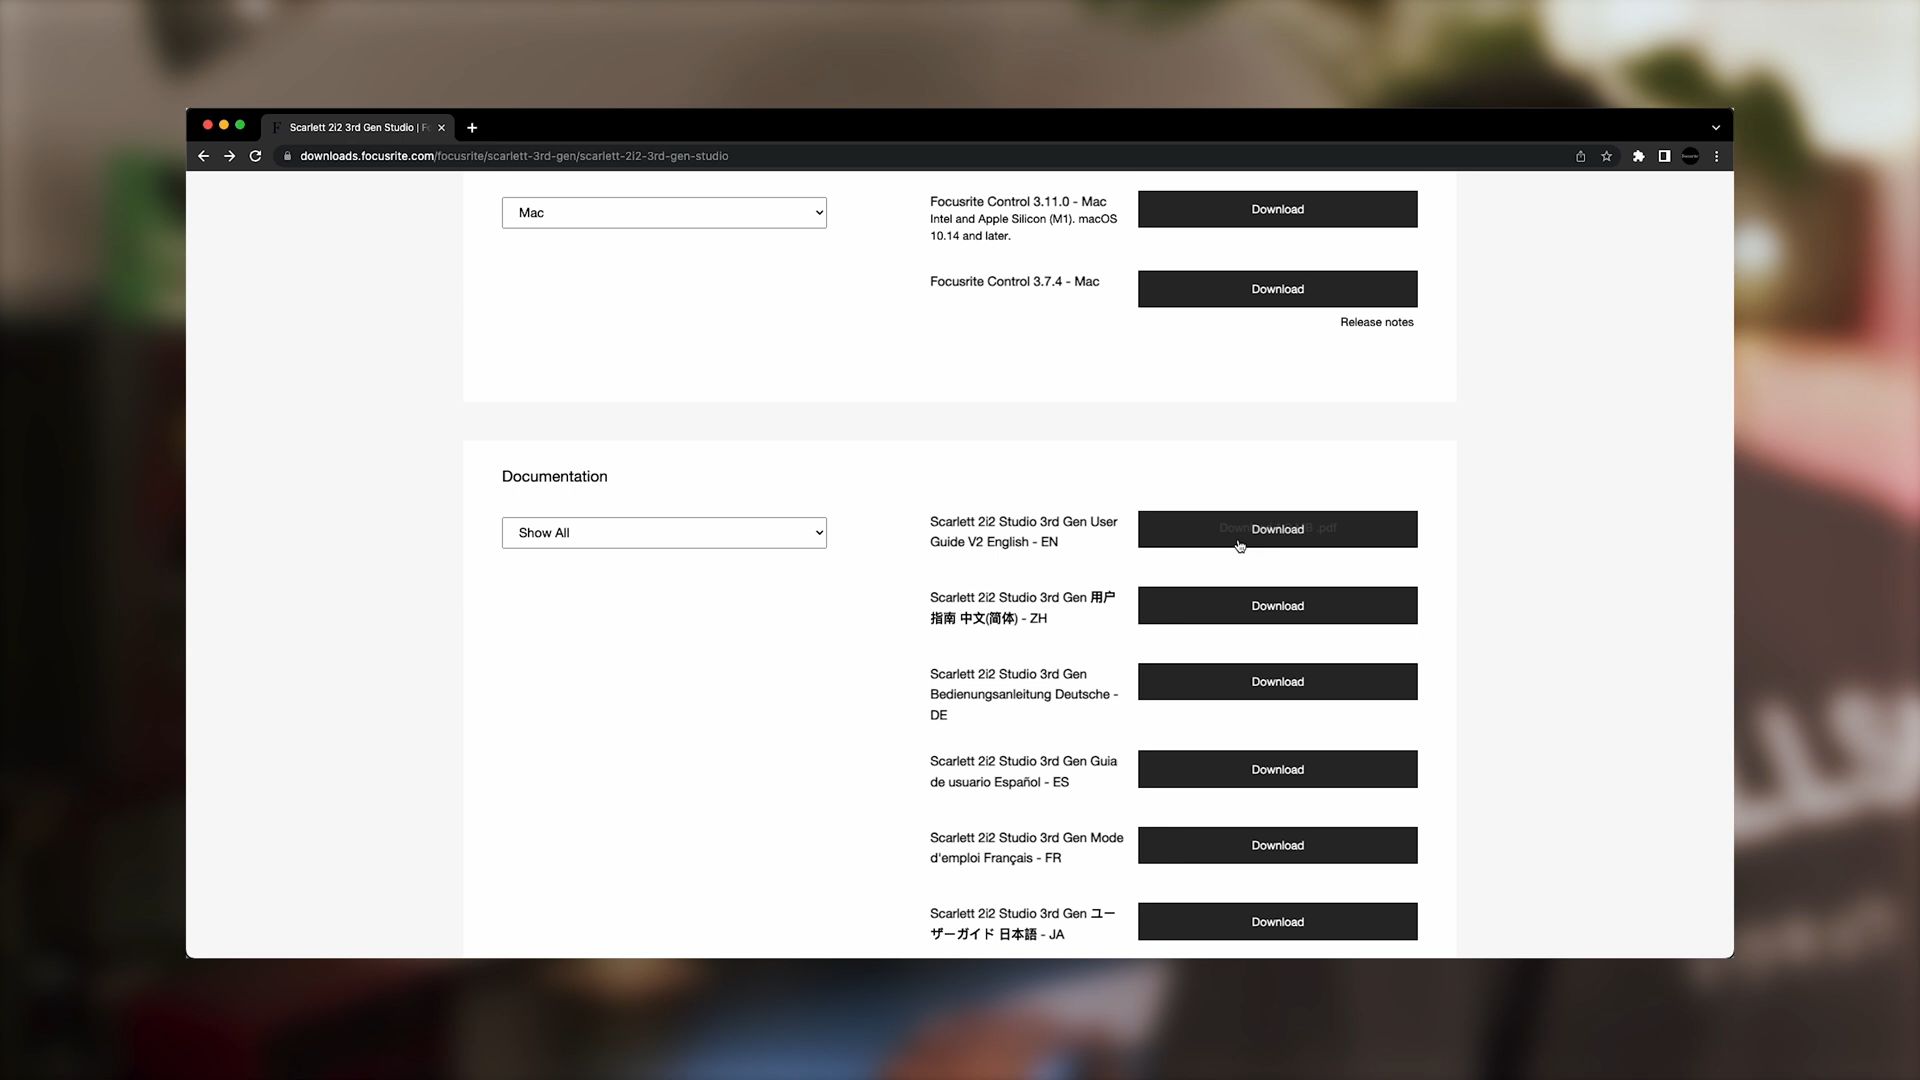 Scarlett 2i2 3rd Gen Studio | F
downloads.focusrite.com/focusrite/scarlett-3rd-gen/scarlett-2i2-3rd-gen-studio
Mac
Focusrite Control 3.11.0 - Mac
Intel and Apple Silicon (M1). macOS
10.14 and later.
Download
Focusrite Control 3.7.4 - Mac
Download
Release notes
Documentation
Show All
Scarlett 2i2 Studio 3rd Gen User
Guide V2 English - EN
Download
Scarlett 2i2 Studio 3rd Gen 用户
指南 中文(简体) - ZH
Download
Scarlett 2i2 Studio 3rd Gen
Bedienungsanleitung Deutsche -
DE
Download
Scarlett 2i2 Studio 3rd Gen Guia
de usuario Español - ES
Download
Scarlett 2i2 Studio 3rd Gen Mode
d'emploi Français - FR
Download
Scarlett 2i2 Studio 3rd Gen ユー
ザーガイド 日本語 - JA
Download